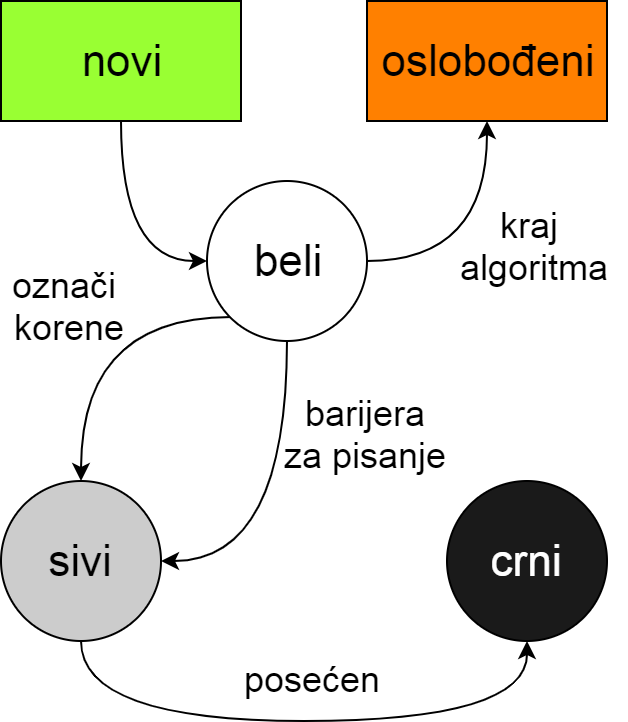 novi
oslobođeni
beli
kraj
algoritma
označi
korene
barijera
za pisanje
sivi
crni
posećen